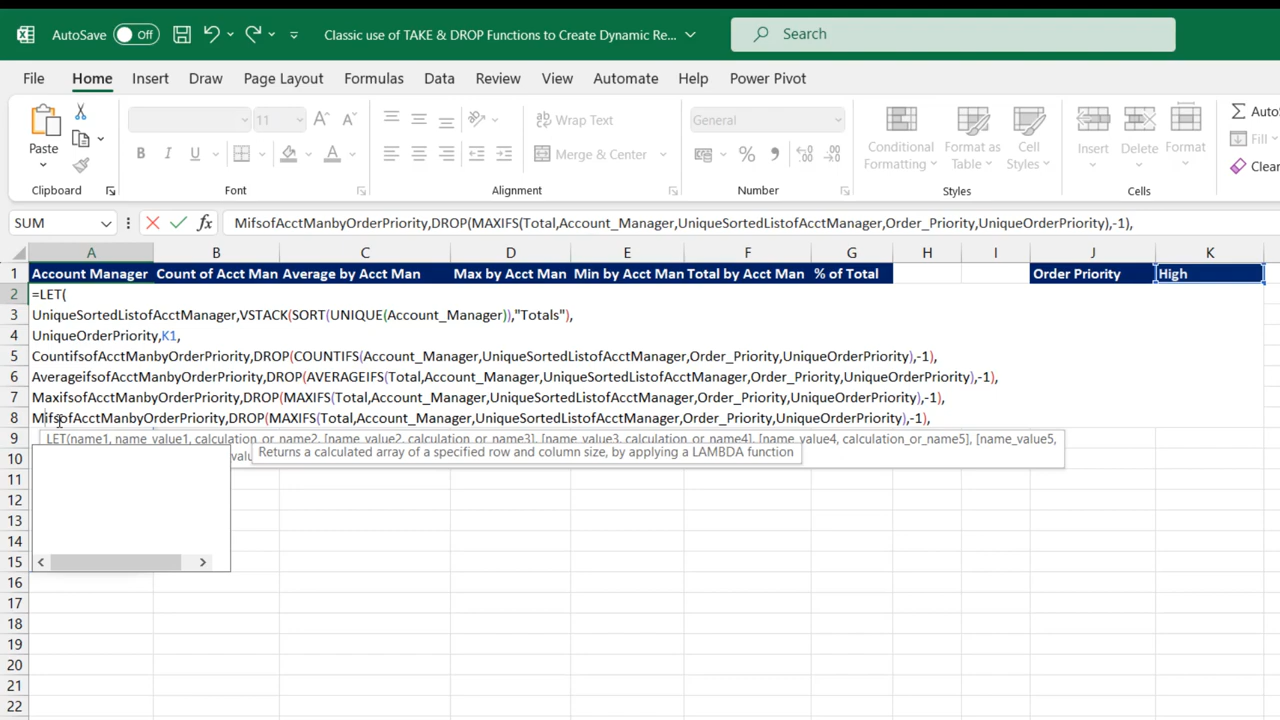 AutoSave Off Classic use of TAKE & DROP Functions to Create Dynamic Re... Search
File Home Insert Draw Page Layout Formulas Data Review View Automate Help Power Pivot
Paste 11 A A Wrap Text General Conditional Formatting Format as Table Cell Styles Insert Delete Format Auto
B I U A Merge & Center % Fill
Clear
Clipboard Font Alignment Number Styles Cells
SUM fx MifsofAcctManbyOrderPriority,DROP(MAXIFS(Total,Account_Manager,UniqueSortedListofAcctManager,Order_Priority,UniqueOrderPriority),-1),
A B C D E F G H I J K
1 Account Manager Count of Acct Man Average by Acct Man Max by Acct Man Min by Acct Man Total by Acct Man % of Total Order Priority High
2 =LET(
3 UniqueSortedListofAcctManager,VSTACK(SORT(UNIQUE(Account_Manager)),"Totals"),
4 UniqueOrderPriority,K1,
5 CountifsofAcctManbyOrderPriority,DROP(COUNTIFS(Account_Manager,UniqueSortedListofAcctManager,Order_Priority,UniqueOrderPriority),-1),
6 AverageifsofAcctManbyOrderPriority,DROP(AVERAGEIFS(Total,Account_Manager,UniqueSortedListofAcctManager,Order_Priority,UniqueOrderPriority),-1),
7 MaxifsofAcctManbyOrderPriority,DROP(MAXIFS(Total,Account_Manager,UniqueSortedListofAcctManager,Order_Priority,UniqueOrderPriority),-1),
8 MifsofAcctManbyOrderPriority,DROP(MAXIFS(Total,Account_Manager,UniqueSortedListofAcctManager,Order_Priority,UniqueOrderPriority),-1),
9 LET(name1, name_value1, calculation_or_name2, [name_value2, calculation_or_name3], [name_value3, calculation_or_name4], [name_value4, calculation_or_name5], [name_value5,
10 Returns a calculated array of a specified row and column size, by applying a LAMBDA function
11
12
13
14
15
16
17
18
19
20
21
22